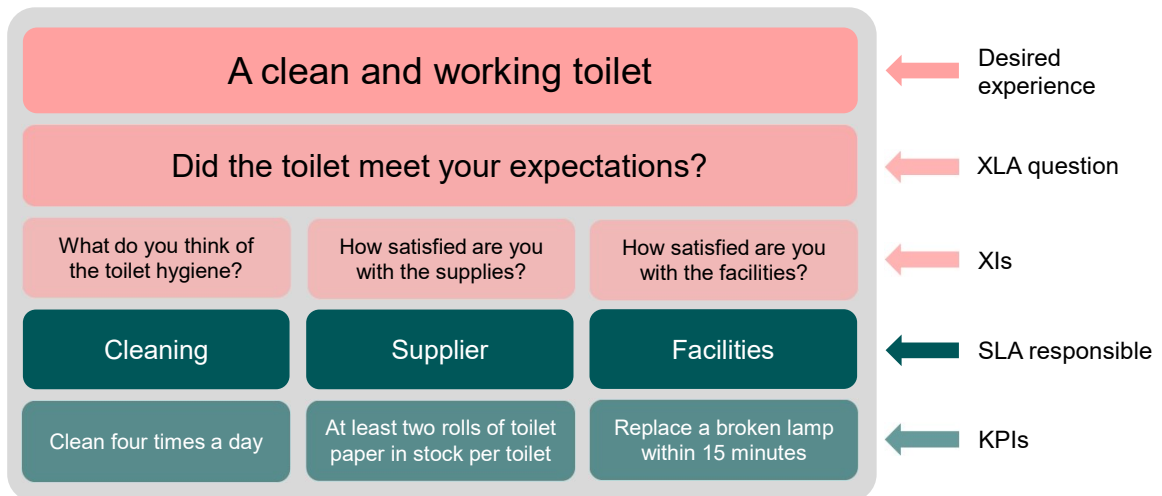 A clean and working toilet
Desired
experience
Did the toilet meet your expectations?
XLA question
What do you think of
the toilet hygiene?
How satisfied are you
with the supplies?
How satisfied are you
with the facilities?
XIs
Cleaning
Supplier
Facilities
SLA responsible
Clean four times a day
At least two rolls of toilet
paper in stock per toilet
Replace a broken lamp
within 15 minutes
KPIs